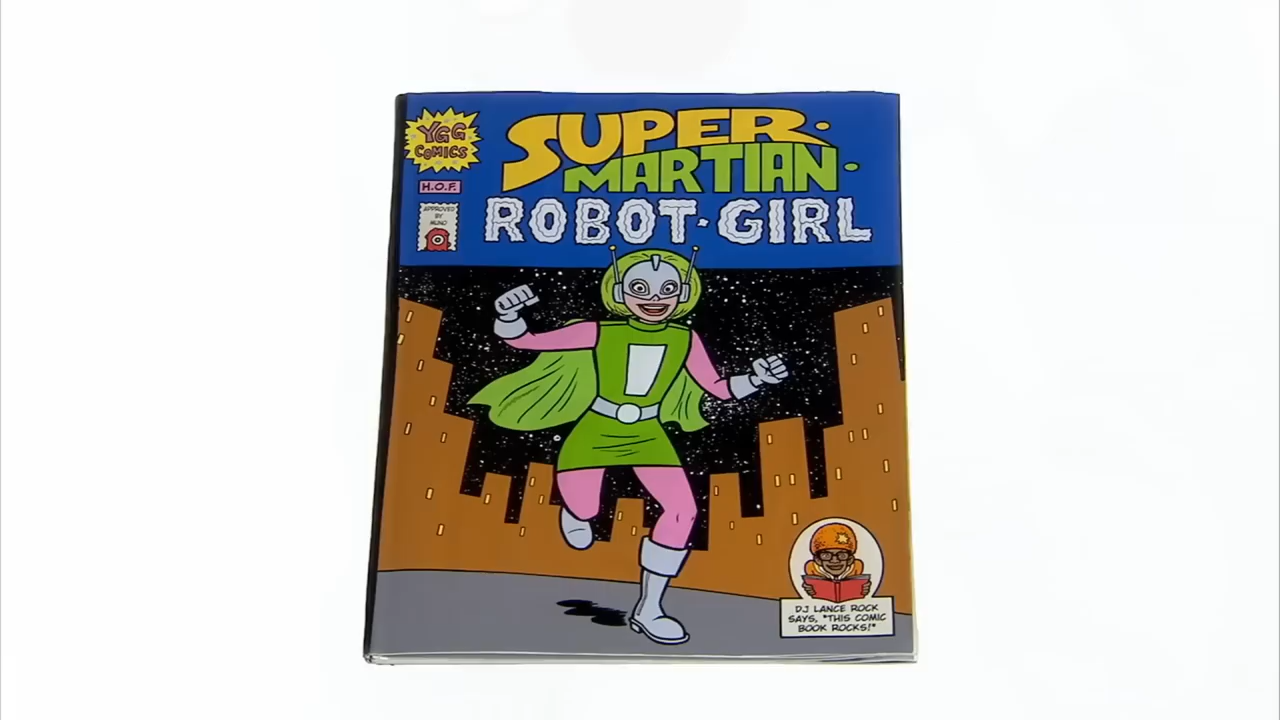 YGG
COMICS
H.O.F.
APPROVED
BY
MUNO
SUPER·
MARTIAN·
ROBOT·GIRL
DJ LANCE ROCK
SAYS, "THIS COMIC
BOOK ROCKS!"